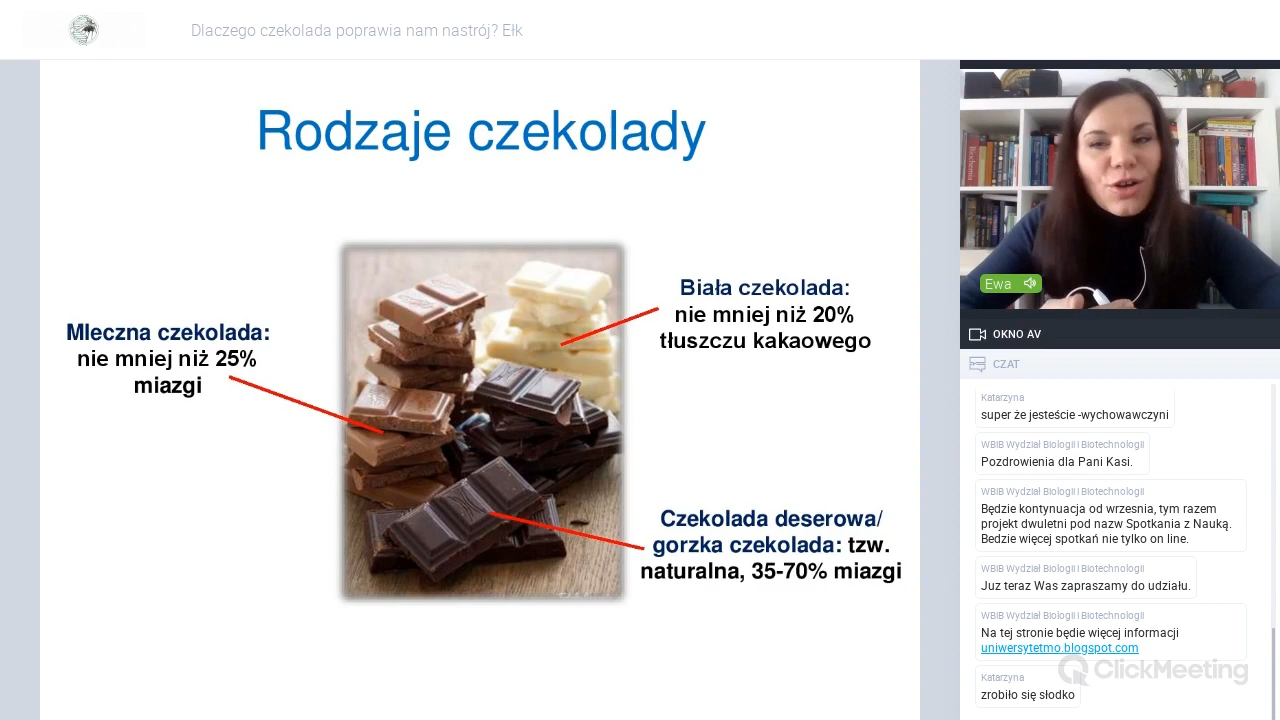 Dlaczego czekolada poprawia nam nastrój? Ełk
Rodzaje czekolady
Mleczna czekolada:
nie mniej niż 25%
miazgi
Biała czekolada:
nie mniej niż 20%
tłuszczu kakaowego
Czekolada deserowa/
gorzka czekolada: tzw.
naturalna, 35-70% miazgi
Biochemia
Ewa
OKNO AV
CZAT
Katarzyna
super że jesteście -wychowawczyni
WBiB Wydział Biologii i Biotechnologii
Pozdrowienia dla Pani Kasi.
WBiB Wydział Biologii i Biotechnologii
Będzie kontynuacja od wrzesnia, tym razem
projekt dwuletni pod nazw Spotkania z Nauką.
Bedzie więcej spotkań nie tylko on line.
WBiB Wydział Biologii i Biotechnologii
Juz teraz Was zapraszamy do udziału.
WBiB Wydział Biologii i Biotechnologii
Na tej stronie będie więcej informacji
uniwersytetmo.blogspot.com
ClickMeeting
Katarzyna
zrobiło się słodko